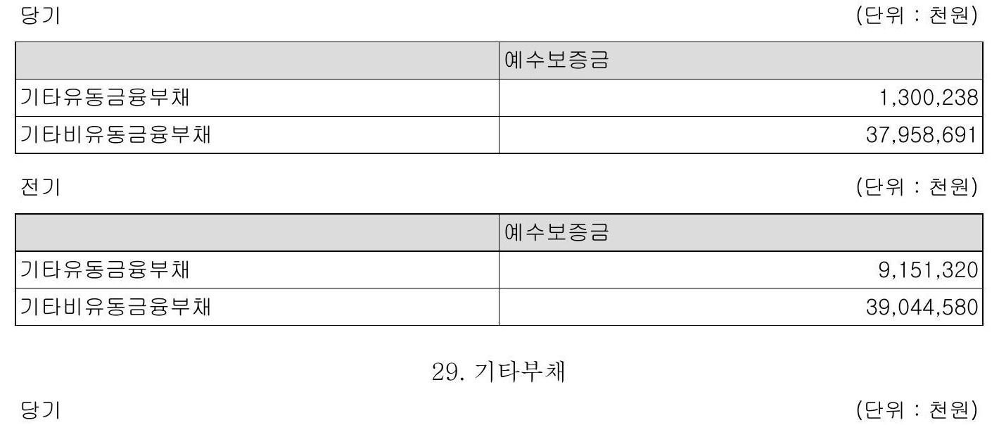 당기 (단위 : 천원)
예수보증금
기타유동금융부채 1,300,238
기타비유동금융부채 37,958,691
전기 (단위 : 천원)
예수보증금
기타유동금융부채 9,151,320
기타비유동금융부채 39,044,580
29. 기타부채
당기 (단위 : 천원)